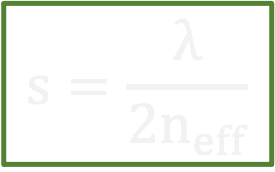 s = λ / 2n_eff